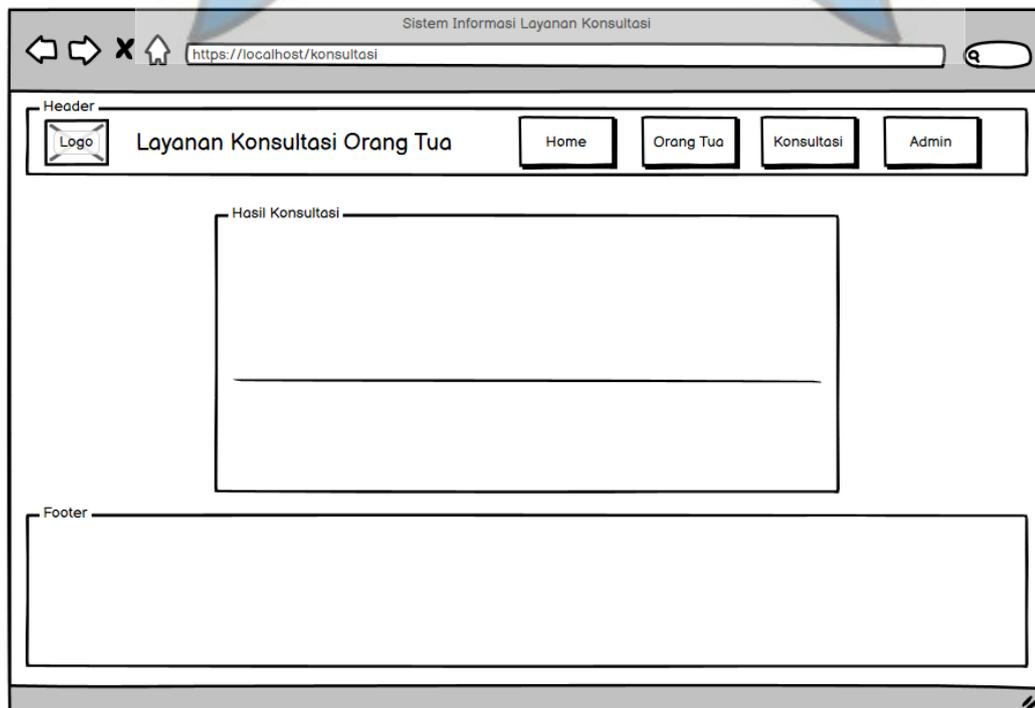 Sistem Informasi Layanan Konsultasi
https://localhost/konsultasi
Header
Logo
Layanan Konsultasi Orang Tua
Home
Orang Tua
Konsultasi
Admin
Hasil Konsultasi
Footer